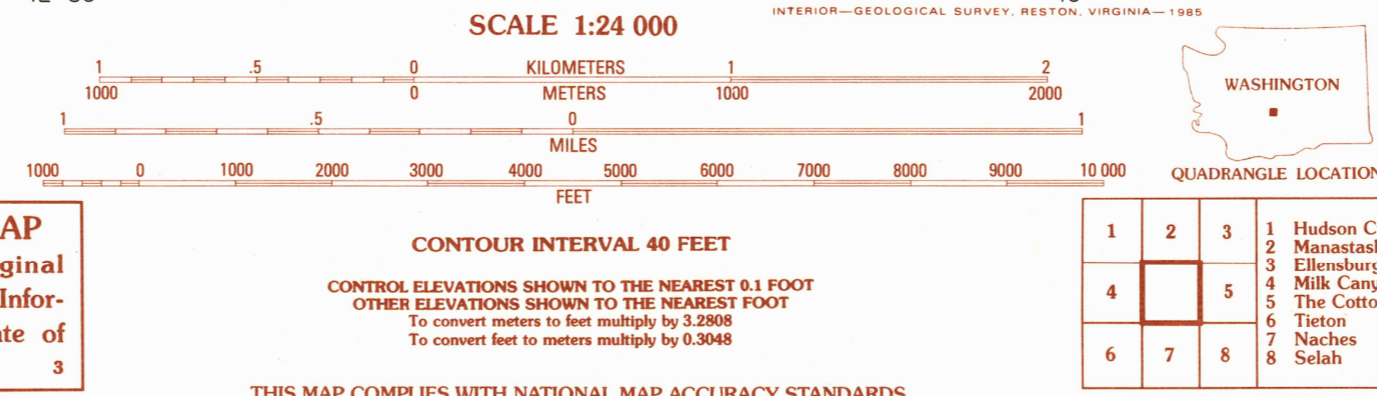 INTERIOR—GEOLOGICAL SURVEY, RESTON, VIRGINIA—1985
SCALE 1:24 000
1 .5 0 KILOMETERS 1 2
1000 0 METERS 1000 2000
1 .5 0 1
MILES
1000 0 1000 2000 3000 4000 5000 6000 7000 8000 9000 10 000
FEET
WASHINGTON
QUADRANGLE LOCATION
AP
ginal
Infor-
te of
3
CONTOUR INTERVAL 40 FEET
CONTROL ELEVATIONS SHOWN TO THE NEAREST 0.1 FOOT
OTHER ELEVATIONS SHOWN TO THE NEAREST FOOT
To convert meters to feet multiply by 3.2808
To convert feet to meters multiply by 0.3048
THIS MAP COMPLIES WITH NATIONAL MAP ACCURACY STANDARDS
1 2 3
4 5
6 7 8
1 Hudson C
2 Manastas
3 Ellensburg
4 Milk Cany
5 The Cotto
6 Tieton
7 Naches
8 Selah